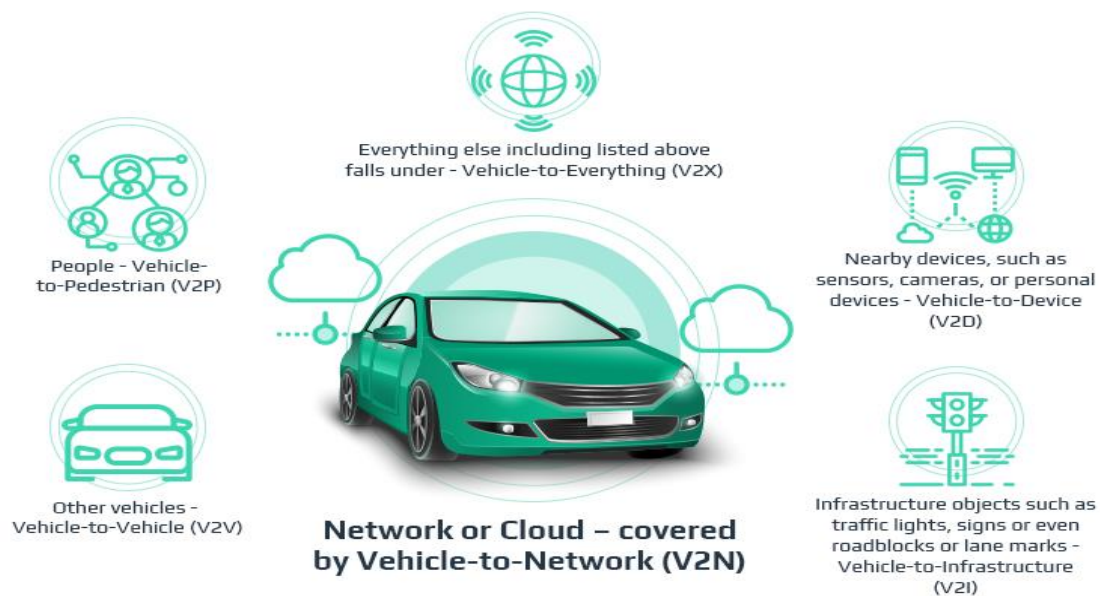 Everything else including listed above
falls under - Vehicle-to-Everything (V2X)
People - Vehicle-
to-Pedestrian (V2P)
Nearby devices, such as
sensors, cameras, or personal
devices - Vehicle-to-Device
(V2D)
Other vehicles -
Vehicle-to-Vehicle (V2V)
Infrastructure objects such as
traffic lights, signs or even
roadblocks or lane marks -
Vehicle-to-Infrastructure
(V2I)
Network or Cloud – covered
by Vehicle-to-Network (V2N)